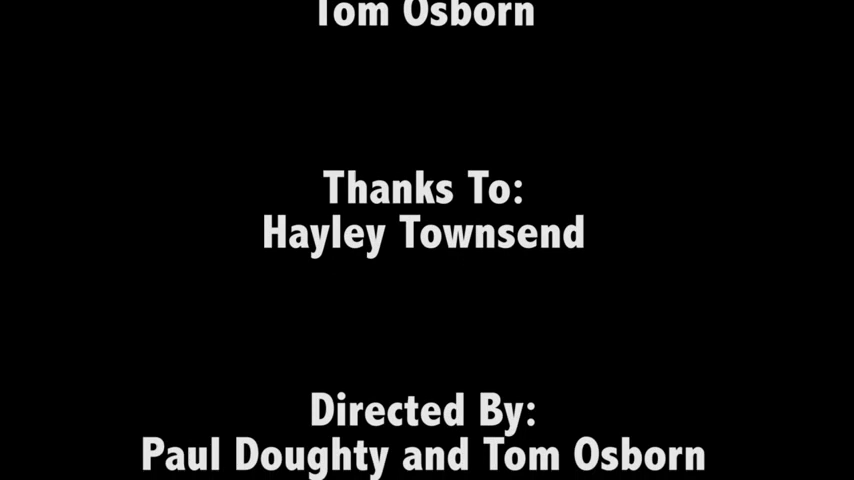 Tom Osborn
Thanks To:
Hayley Townsend
Directed By:
Paul Doughty and Tom Osborn